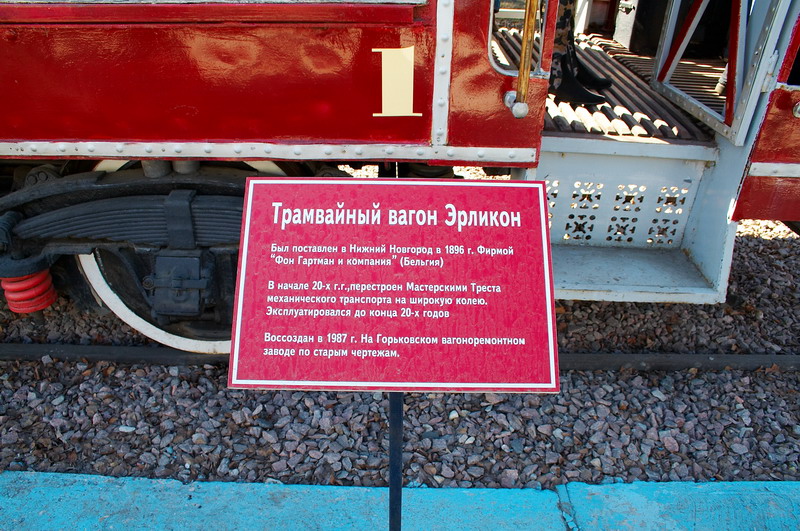 1
Трамвайный вагон Эрликон
Был поставлен в Нижний Новгород в 1896 г. Фирмой
"Фон Гартман и компания" (Бельгия)
В начале 20-х г.г.,перестроен Мастерскими Треста
механического транспорта на широкую колею.
Эксплуатировался до конца 20-х годов
Воссоздан в 1987 г. На Горьковском вагоноремонтном
заводе по старым чертежам.